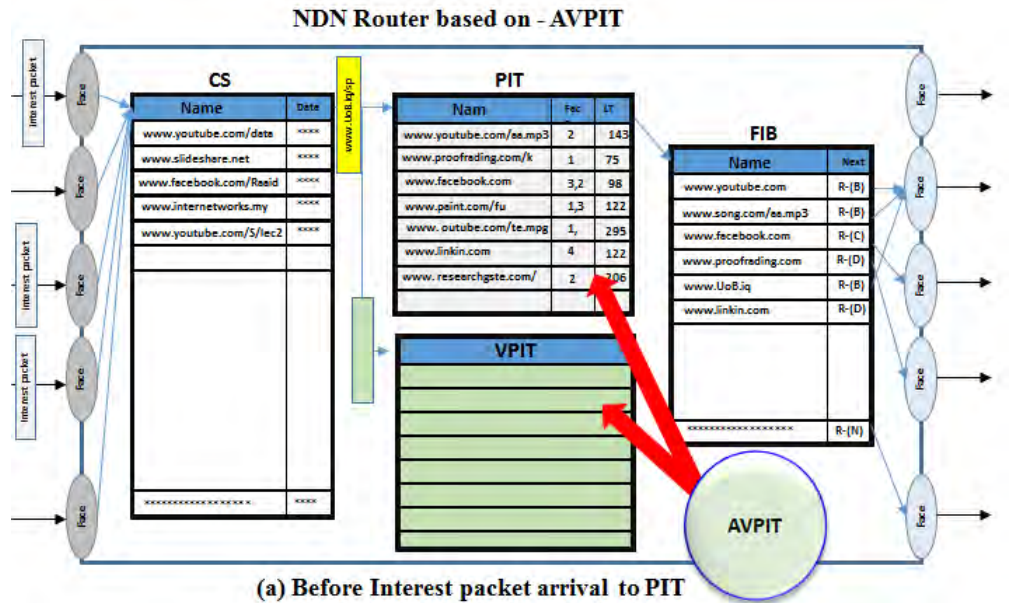 NDN Router based on - AVPIT
Interest packet
Interest packet
Interest packet
Face
Face
Face
Face
Face
CS
Name Date
www.youtube.com/data ****
www.slideshare.net ****
www.facebook.com/Raaid ****
www.internetworks.my ****
www.youtube.com/S/lec2 ****
****************** ****
www.UoB.iq/sp
PIT
Nam Fac LT
www.youtube.com/aa.mp3 2 143
www.proofrading.com/k 1 75
www.facebook.com 3,2 98
www.paint.com/fu 1,3 122
www. outube.com/te.mpg 1, 295
www.linkin.com 4 122
www. researchgste.com/ 2 206
VPIT
FIB
Name Next
www.youtube.com R-(B)
www.song.com/aa.mp3 R-(B)
www.facebook.com R-(C)
www.proofrading.com R-(D)
www.UoB.iq R-(B)
www.linkin.com R-(D)
****************** R-(N)
AVPIT
Face
Face
Face
Face
Face
(a) Before Interest packet arrival to PIT